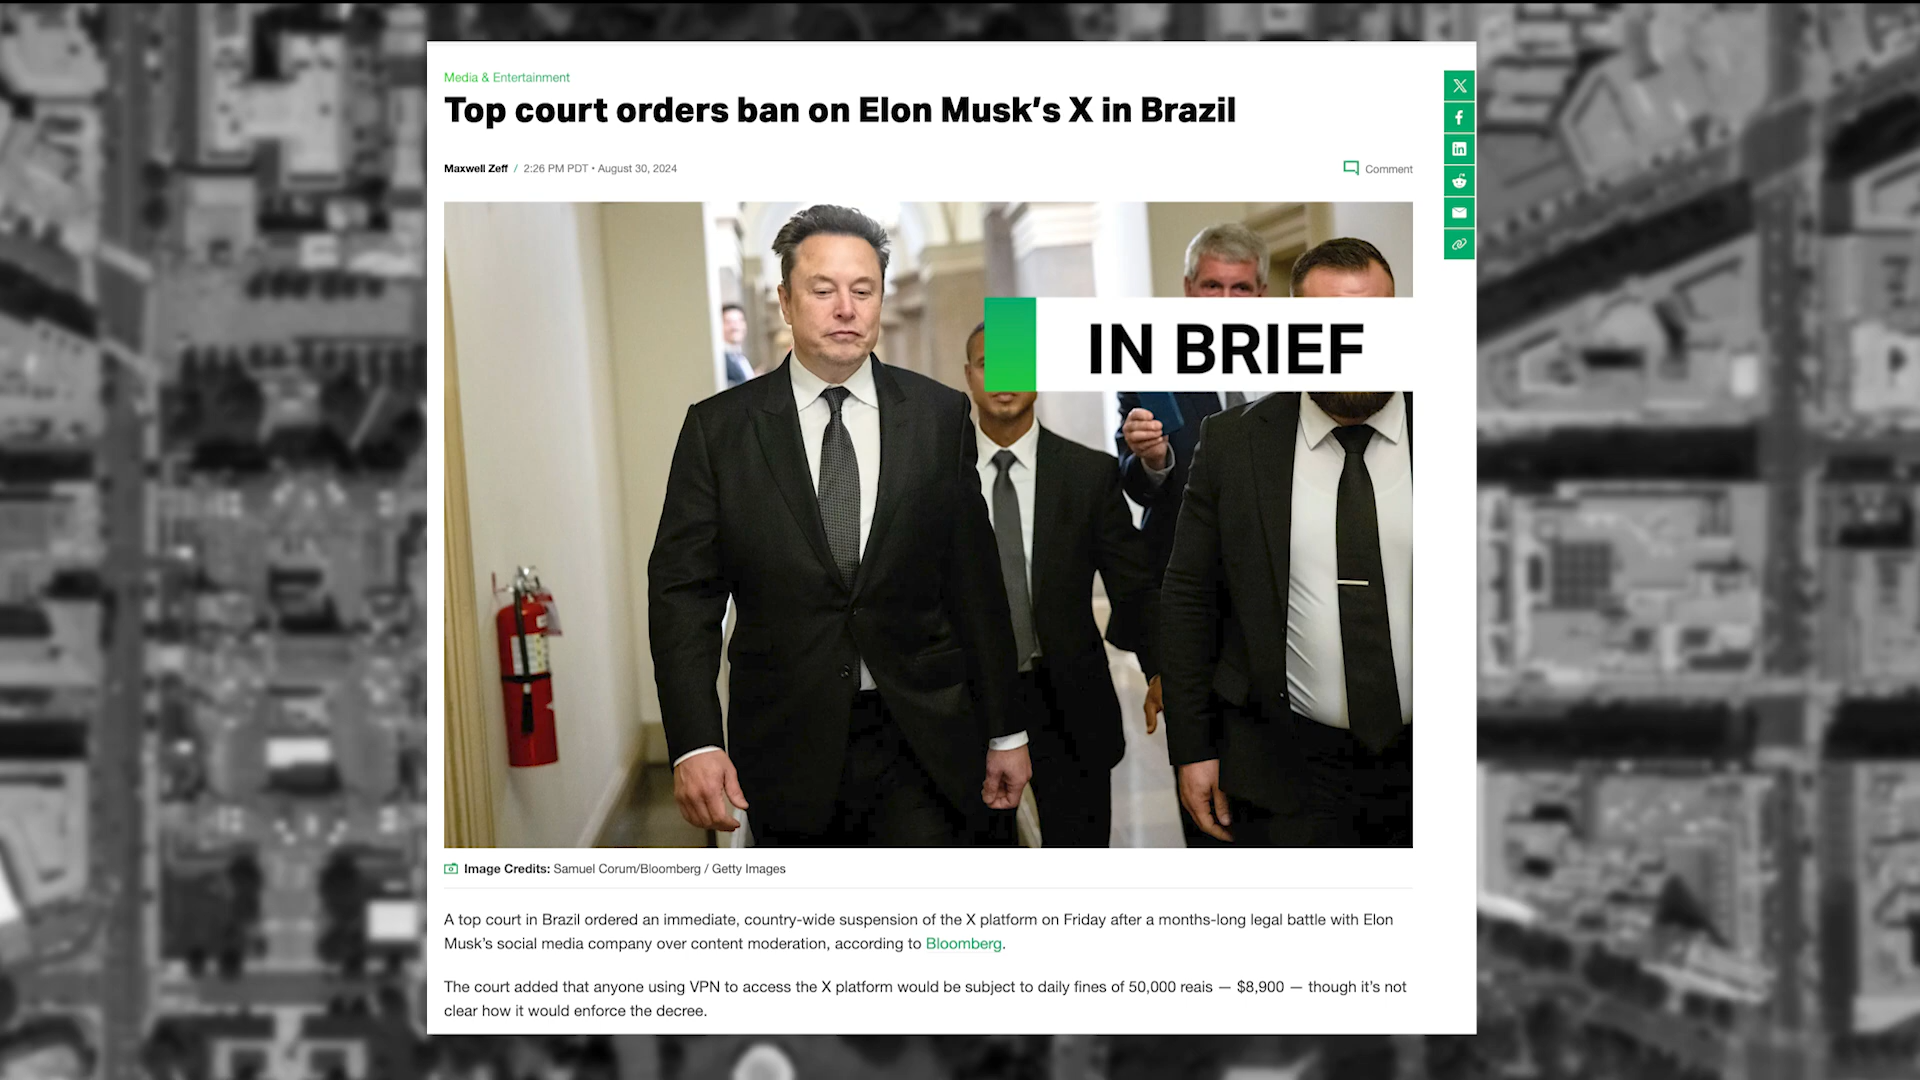 Media & Entertainment
Top court orders ban on Elon Musk's X in Brazil
Maxwell Zeff / 2:26 PM PDT • August 30, 2024
Comment
IN BRIEF
Image Credits: Samuel Corum/Bloomberg / Getty Images
A top court in Brazil ordered an immediate, country-wide suspension of the X platform on Friday after a months-long legal battle with Elon
Musk's social media company over content moderation, according to Bloomberg.
The court added that anyone using VPN to access the X platform would be subject to daily fines of 50,000 reais — $8,900 — though it's not
clear how it would enforce the decree.